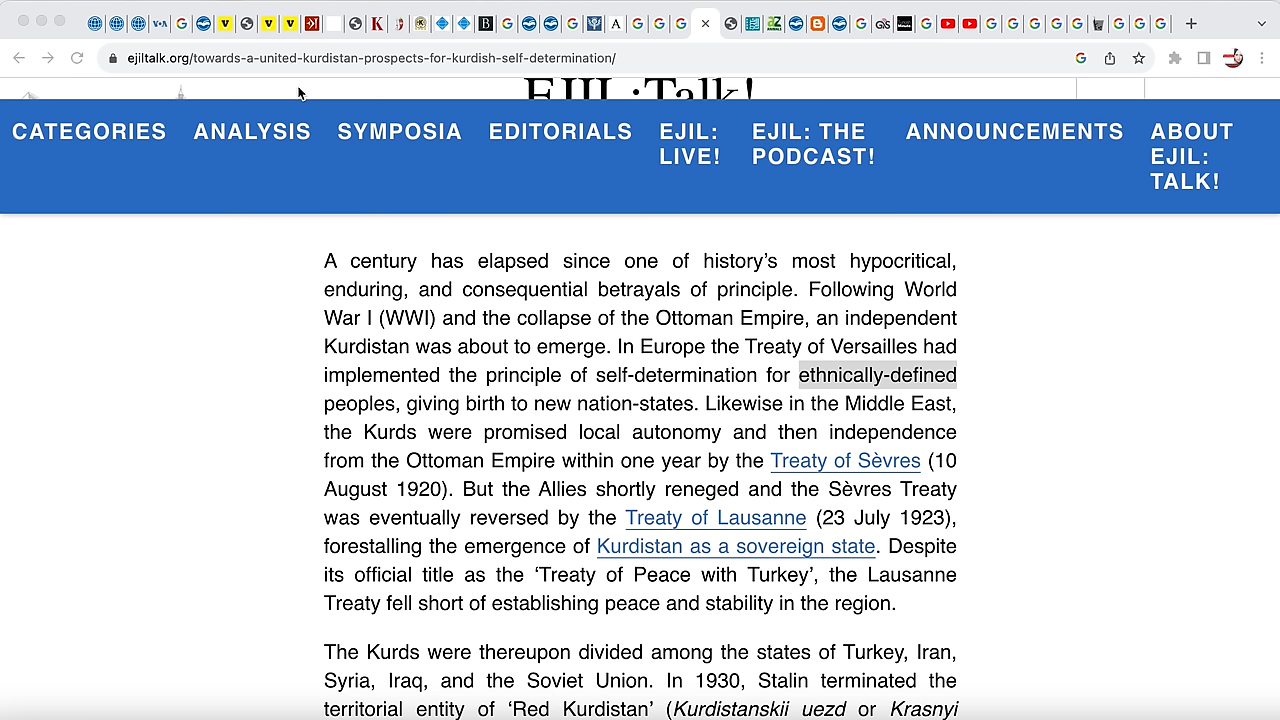 ejiltalk.org/towards-a-united-kurdistan-prospects-for-kurdish-self-determination/
EJIL:Talk!
CATEGORIES ANALYSIS SYMPOSIA EDITORIALS EJIL: LIVE! EJIL: THE PODCAST! ANNOUNCEMENTS ABOUT EJIL: TALK!
A century has elapsed since one of history’s most hypocritical,
enduring, and consequential betrayals of principle. Following World
War I (WWI) and the collapse of the Ottoman Empire, an independent
Kurdistan was about to emerge. In Europe the Treaty of Versailles had
implemented the principle of self-determination for ethnically-defined
peoples, giving birth to new nation-states. Likewise in the Middle East,
the Kurds were promised local autonomy and then independence
from the Ottoman Empire within one year by the Treaty of Sèvres (10
August 1920). But the Allies shortly reneged and the Sèvres Treaty
was eventually reversed by the Treaty of Lausanne (23 July 1923),
forestalling the emergence of Kurdistan as a sovereign state. Despite
its official title as the ‘Treaty of Peace with Turkey’, the Lausanne
Treaty fell short of establishing peace and stability in the region.
The Kurds were thereupon divided among the states of Turkey, Iran,
Syria, Iraq, and the Soviet Union. In 1930, Stalin terminated the
territorial entity of ‘Red Kurdistan’ (Kurdistanskii uezd or Krasnyi